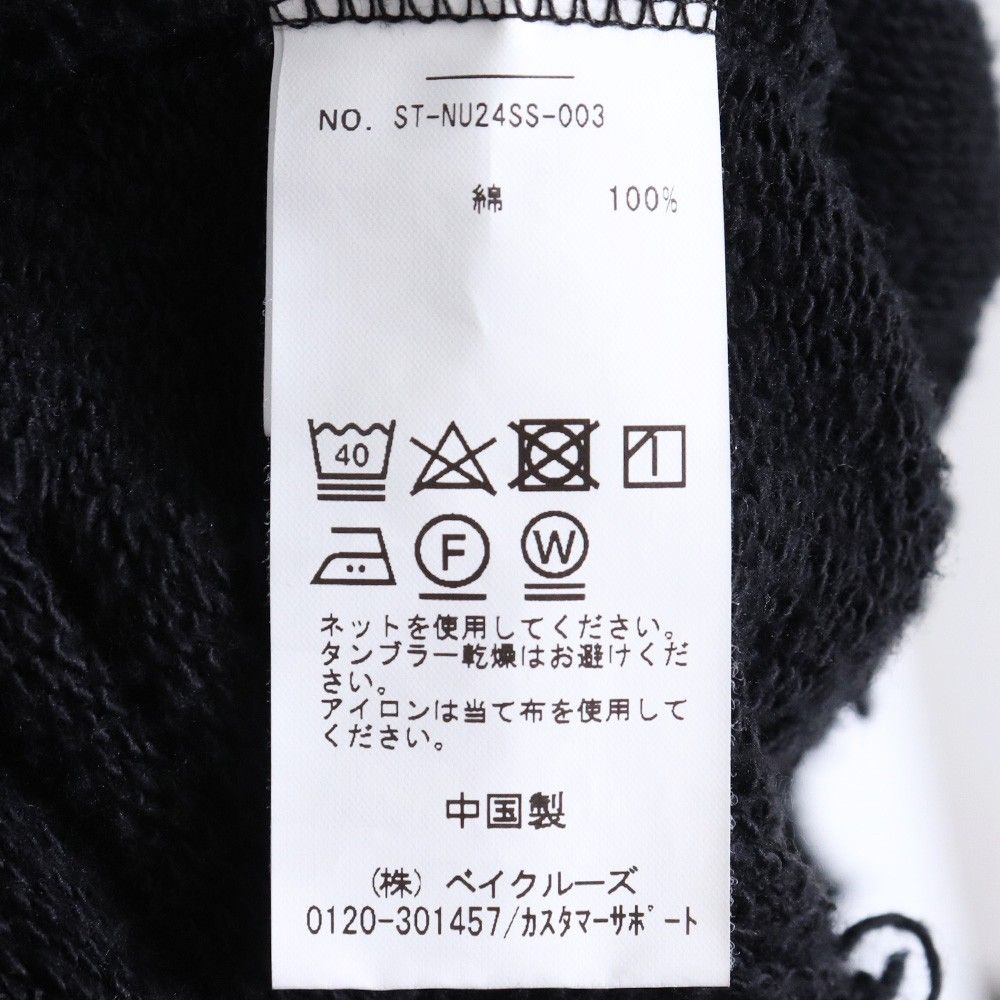 NO. ST-NU24SS-003
綿 100%
40
F W
ネットを使用してください。
タンブラー乾燥はお避けくだ
さい。
アイロンは当て布を使用して
ください。
中国製
(株) ベイクルーズ
0120-301457/カスタマーサポート